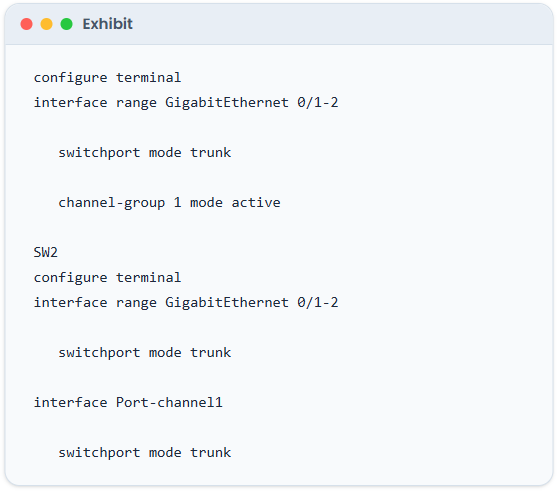 Exhibit
configure terminal
interface range GigabitEthernet 0/1-2
switchport mode trunk
channel-group 1 mode active
SW2
configure terminal
interface range GigabitEthernet 0/1-2
switchport mode trunk
interface Port-channel1
switchport mode trunk